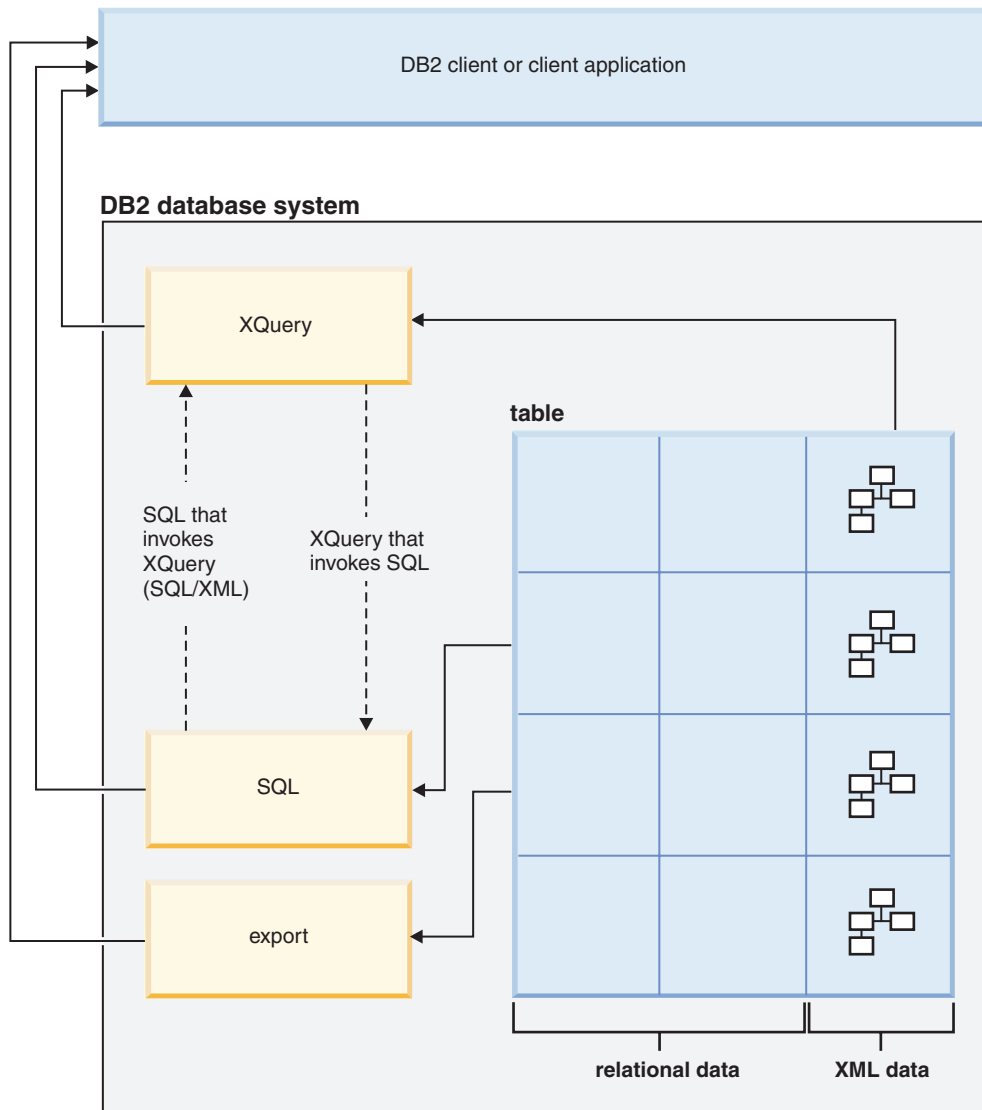 DB2 client or client application
DB2 database system
XQuery
table
SQL that
invokes
XQuery
(SQL/XML)
XQuery that
invokes SQL
SQL
export
relational data
XML data